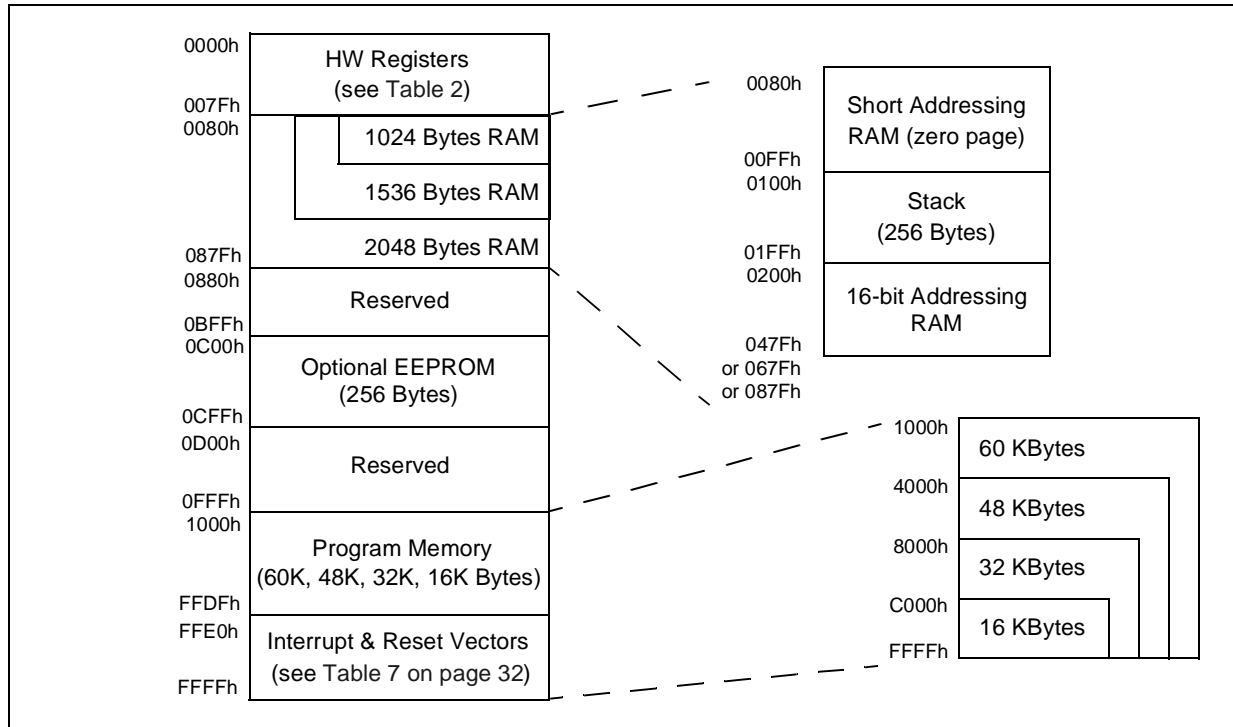 0000h
HW Registers
(see Table 2)
007Fh
0080h
1024 Bytes RAM
1536 Bytes RAM
2048 Bytes RAM
087Fh
0880h
Reserved
0BFFh
0C00h
Optional EEPROM
(256 Bytes)
0CFFh
0D00h
Reserved
0FFFh
1000h
Program Memory
(60K, 48K, 32K, 16K Bytes)
FFDFh
FFE0h
Interrupt & Reset Vectors
(see Table 7 on page 32)
FFFFh
0080h
Short Addressing
RAM (zero page)
00FFh
0100h
Stack
(256 Bytes)
01FFh
0200h
16-bit Addressing
RAM
047Fh
or 067Fh
or 087Fh
1000h
60 KBytes
4000h
48 KBytes
8000h
32 KBytes
C000h
16 KBytes
FFFFh